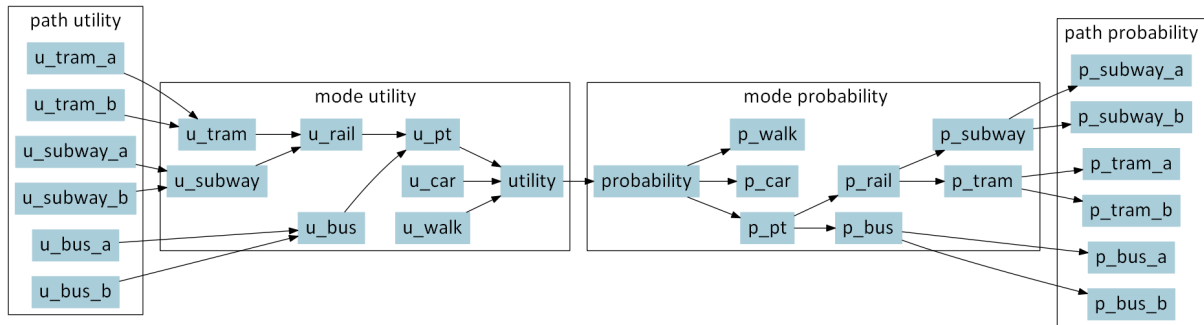 path utility
u_tram_a
u_tram_b
u_subway_a
u_subway_b
u_bus_a
u_bus_b
mode utility
u_tram
u_subway
u_rail
u_bus
u_pt
u_car
u_walk
utility
mode probability
probability
p_walk
p_car
p_pt
p_rail
p_bus
p_subway
p_tram
path probability
p_subway_a
p_subway_b
p_tram_a
p_tram_b
p_bus_a
p_bus_b